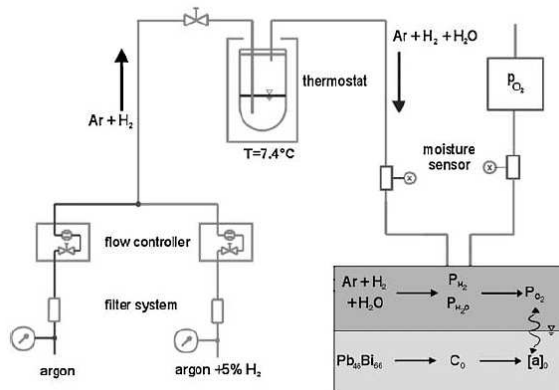 Ar + H₂
Ar + H₂ + H₂O
thermostat
T=7.4°C
pO₂
moisture
sensor
flow controller
filter system
argon
argon +5% H₂
Ar + H₂
+ H₂O
PH₂
PH₂O
PO₂
Pb₄₆Bi₆₆
C₀
[a]₀